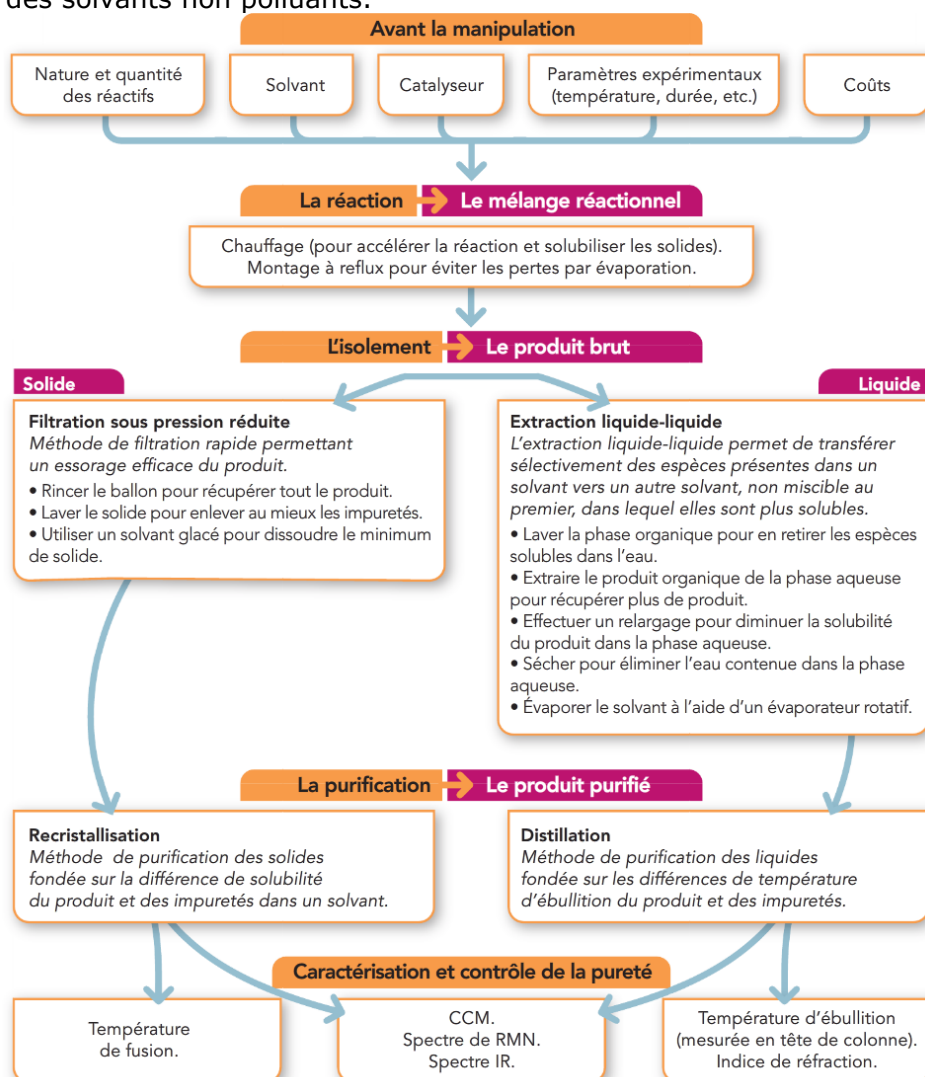 des solvants non polluants.
Avant la manipulation
Nature et quantité
des réactifs
Solvant
Catalyseur
Paramètres expérimentaux
(température, durée, etc.)
Coûts
La réaction
Le mélange réactionnel
Chauffage (pour accélérer la réaction et solubiliser les solides).
Montage à reflux pour éviter les pertes par évaporation.
L'isolement
Le produit brut
Solide
Filtration sous pression réduite
Méthode de filtration rapide permettant
un essorage efficace du produit.
• Rincer le ballon pour récupérer tout le produit.
• Laver le solide pour enlever au mieux les impuretés.
• Utiliser un solvant glacé pour dissoudre le minimum
de solide.
Liquide
Extraction liquide-liquide
L'extraction liquide-liquide permet de transférer
sélectivement des espèces présentes dans un
solvant vers un autre solvant, non miscible au
premier, dans lequel elles sont plus solubles.
• Laver la phase organique pour en retirer les espèces
solubles dans l'eau.
• Extraire le produit organique de la phase aqueuse
pour récupérer plus de produit.
• Effectuer un relargage pour diminuer la solubilité
du produit dans la phase aqueuse.
• Sécher pour éliminer l'eau contenue dans la phase
aqueuse.
• Évaporer le solvant à l'aide d'un évaporateur rotatif.
La purification
Le produit purifié
Recristallisation
Méthode de purification des solides
fondée sur la différence de solubilité
du produit et des impuretés dans un solvant.
Distillation
Méthode de purification des liquides
fondée sur les différences de température
d'ébullition du produit et des impuretés.
Caractérisation et contrôle de la pureté
Température
de fusion.
CCM.
Spectre de RMN.
Spectre IR.
Température d'ébullition
(mesurée en tête de colonne).
Indice de réfraction.